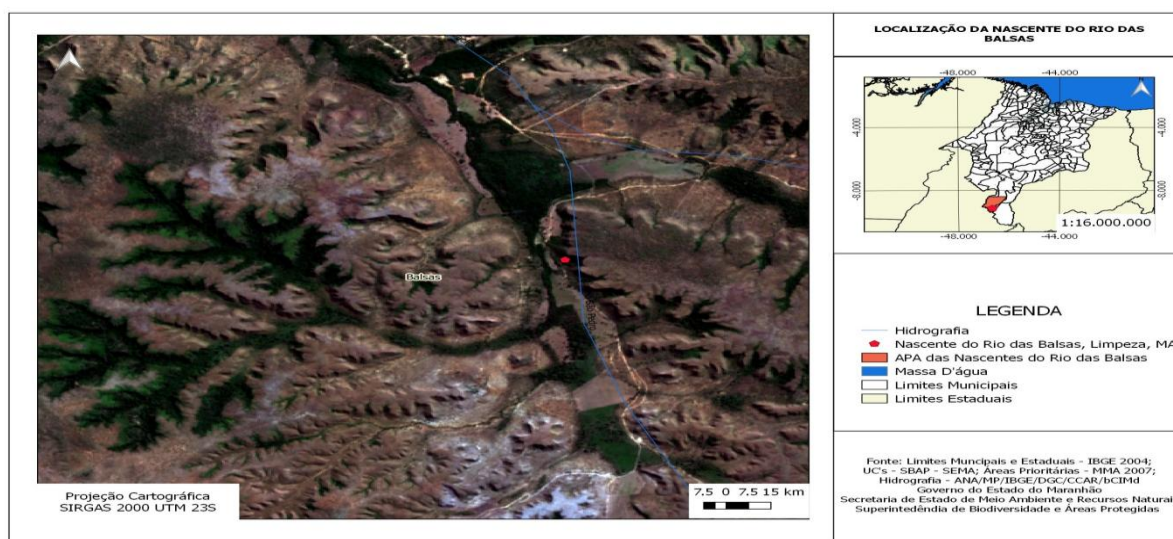 LOCALIZAÇÃO DA NASCENTE DO RIO DAS
BALSAS
-48.000 -44.000
-4.000 -4.000
-8.000 -8.000
1:16.000.000
-48.000 -44.000
Balsas
LEGENDA
Hidrografia
Nascente do Rio das Balsas, Limpeza, MA
APA das Nascentes do Rio das Balsas
Massa D'água
Limites Municipais
Limites Estaduais
Projeção Cartográfica
SIRGAS 2000 UTM 23S
7.5 0 7.5 15 km
Fonte: Limites Muncipais e Estaduais - IBGE 2004;
UC's - SBAP - SEMA; Áreas Prioritárias - MMA 2007;
Hidrografia - ANA/MP/IBGE/DGC/CCAR/bCIMd
Governo do Estado do Maranhão
Secretaria de Estado de Meio Ambiente e Recursos Naturai
Superintedência de Biodiversidade e Áreas Protegidas